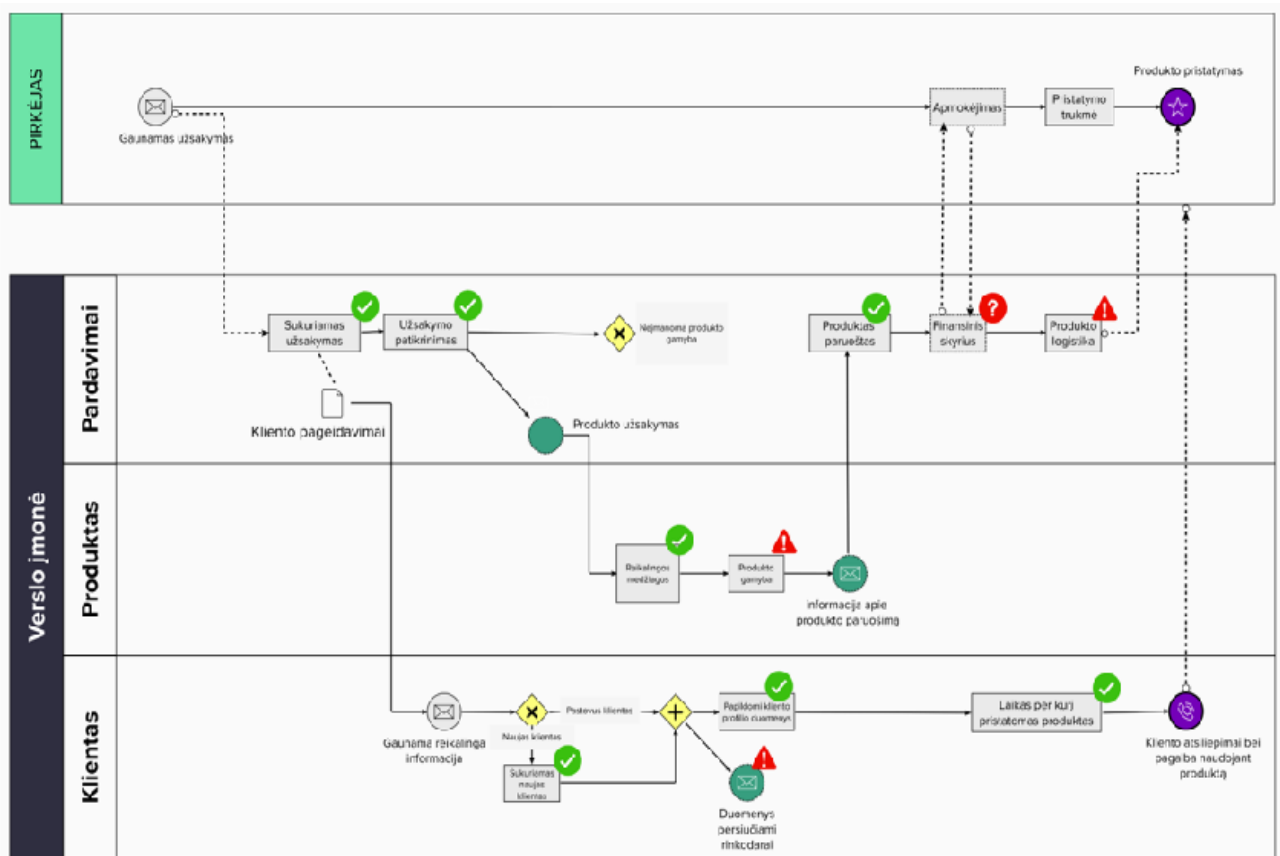 PIRKĖJAS
Gaunamas užsakymas
Apmokėjimas
Pristatymo
trukmė
Produkto pristatymas
Verslo įmonė
Pardavimai
Sukuriamas
užsakymas
Užsakymo
patikrinimas
Neįmanoma produkto
gamyba
Kliento pageidavimai
Produkto užsakymas
Produktas
paruoštas
Finansinis
skyrius
Produkto
logistika
Produktas
Reikalingos
medžiagos
Produkto
gamyba
Informacija apie
produkto paruošimą
Klientas
Gaunama reikalinga
informacija
Pastovus klientas
Naujas klientas
Sukuriamas
naujas
klientas
Papildomi kliento
profilio duomenys
Duomenys
persiunčiami
rinkodarai
Laikas per kurį
pristatomas produktas
Kliento atsiliepimai bei
pagalba naudojant
produktą